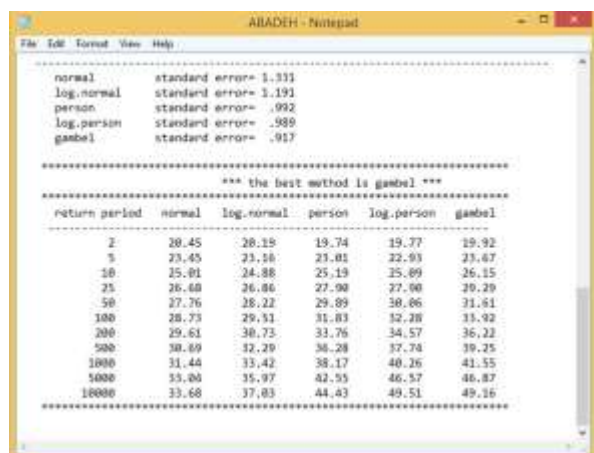 ABADEH - Notepad
File Edit Format View Help
normal standard error= 1.331
log.normal standard error= 1.191
person standard error= .992
log.person standard error= .989
gambel standard error= .917
*** the best method is gambel ***
return period normal log.normal person log.person gambel
2 20.45 20.19 19.74 19.77 19.92
5 23.45 23.16 23.01 22.93 23.67
10 25.01 24.88 25.19 25.09 26.15
25 26.68 26.86 27.90 27.90 29.29
50 27.76 28.22 29.89 30.06 31.61
100 28.73 29.51 31.83 32.28 33.92
200 29.61 30.73 33.76 34.57 36.22
500 30.69 32.29 36.28 37.74 39.25
1000 31.44 33.42 38.17 40.26 41.55
5000 33.04 35.97 42.55 46.57 46.87
10000 33.68 37.03 44.43 49.51 49.16